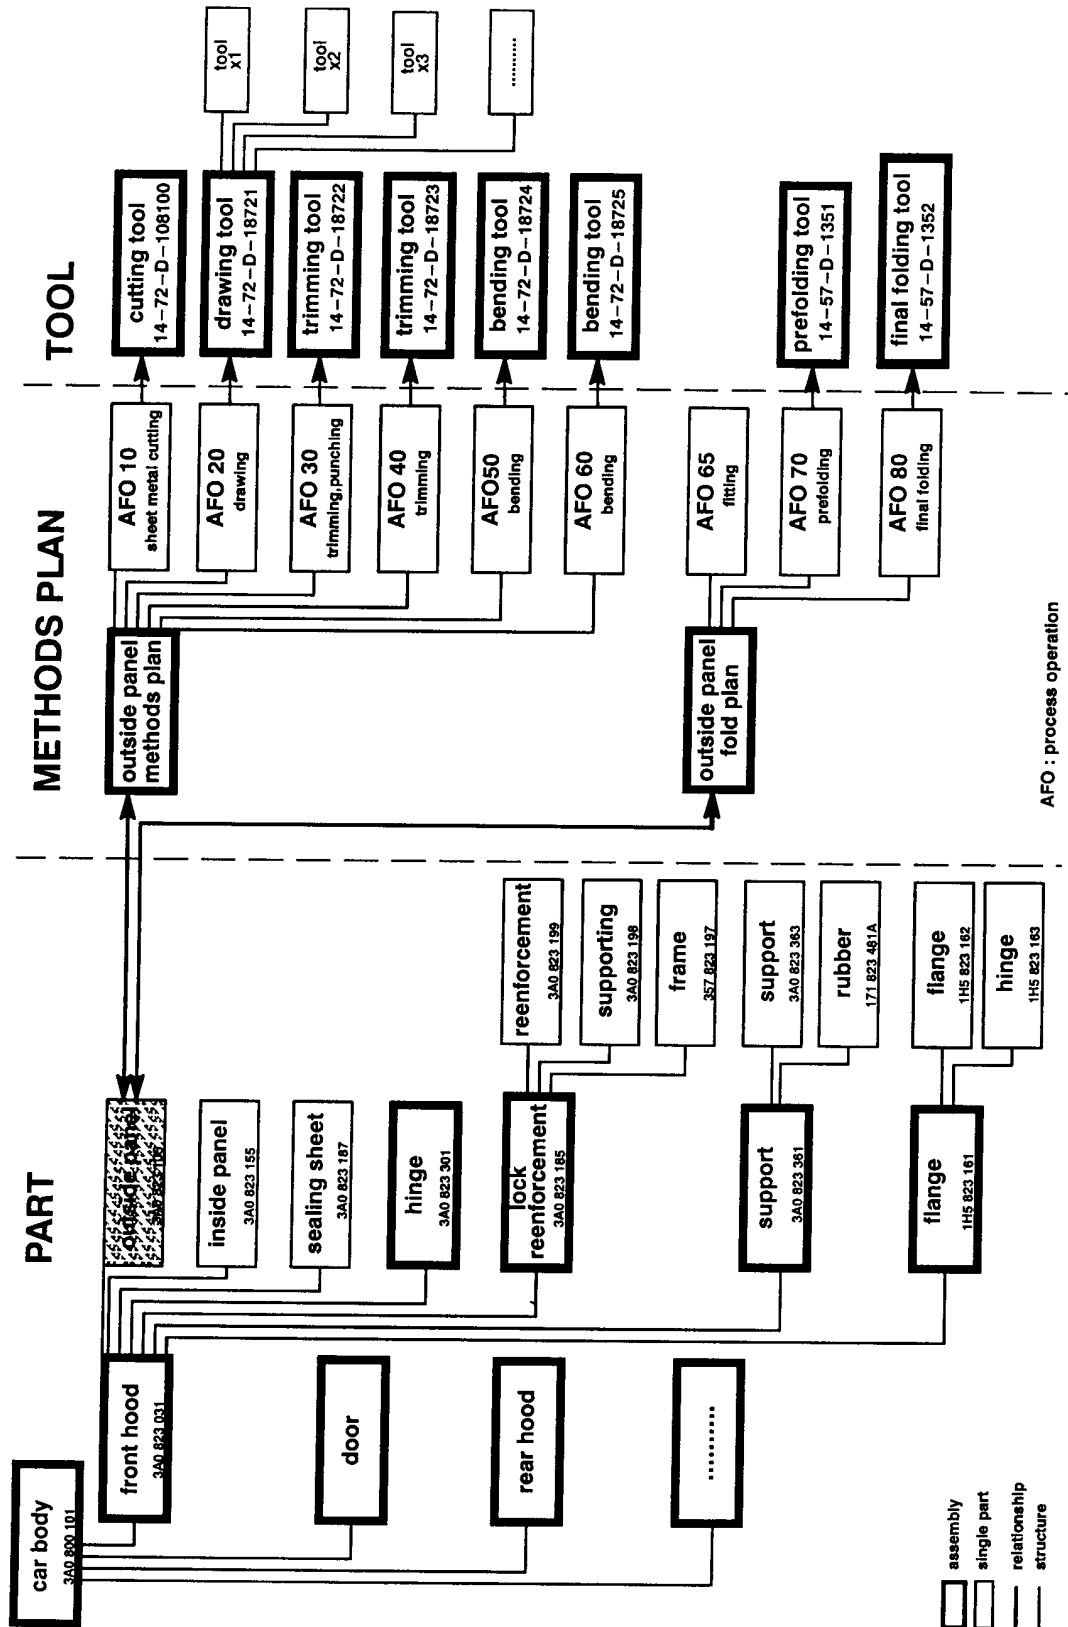 PART
METHODS PLAN
TOOL
car body
3A0 800 101
front hood
3A0 823 031
door
rear hood
..........
outside panel
inside panel
3A0 823 155
sealing sheet
3A0 823 187
hinge
3A0 823 301
lock
reenforcement
3A0 823 185
support
3A0 823 361
flange
1H5 823 161
reenforcement
3A0 823 199
supporting
3A0 823 198
frame
357 823 197
support
3A0 823 363
rubber
171 823 481A
flange
1H5 823 162
hinge
1H5 823 163
outside panel
methods plan
outside panel
fold plan
AFO 10
sheet metal cutting
AFO 20
drawing
AFO 30
trimming,punching
AFO 40
trimming
AFO50
bending
AFO 60
bending
AFO 65
fitting
AFO 70
prefolding
AFO 80
final folding
cutting tool
14-72-D-108100
drawing tool
14-72-D-18721
trimming tool
14-72-D-18722
trimming tool
14-72-D-18723
bending tool
14-72-D-18724
bending tool
14-72-D-18725
prefolding tool
14-57-D-1351
final folding tool
14-57-D-1352
tool
x1
tool
x2
tool
x3
..........
assembly
single part
relationship
structure
AFO : process operation